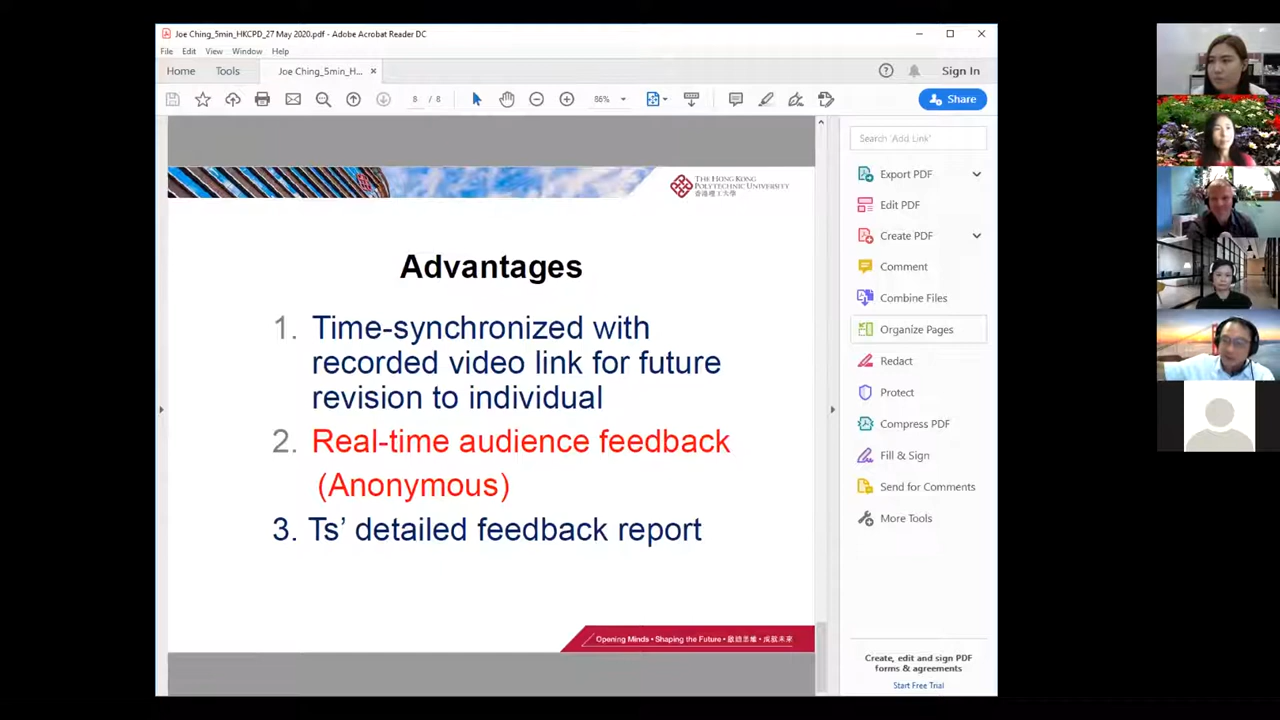 Joe Ching_5min_HKCPD_27 May 2020.pdf - Adobe Acrobat Reader DC
File Edit View Window Help
Home Tools Joe Ching_5min_H... × Sign In
8 / 8 86% Share
Search 'Add Link'
Export PDF
Edit PDF
Create PDF
Comment
Combine Files
Organize Pages
Redact
Protect
Compress PDF
Fill & Sign
Send for Comments
More Tools
Create, edit and sign PDF
forms & agreements
Start Free Trial
THE HONG KONG
POLYTECHNIC UNIVERSITY
香港理工大學
Advantages
1. Time-synchronized with
recorded video link for future
revision to individual
2. Real-time audience feedback
(Anonymous)
3. Ts’ detailed feedback report
Opening Minds • Shaping the Future • 啟迪思維 • 成就未來